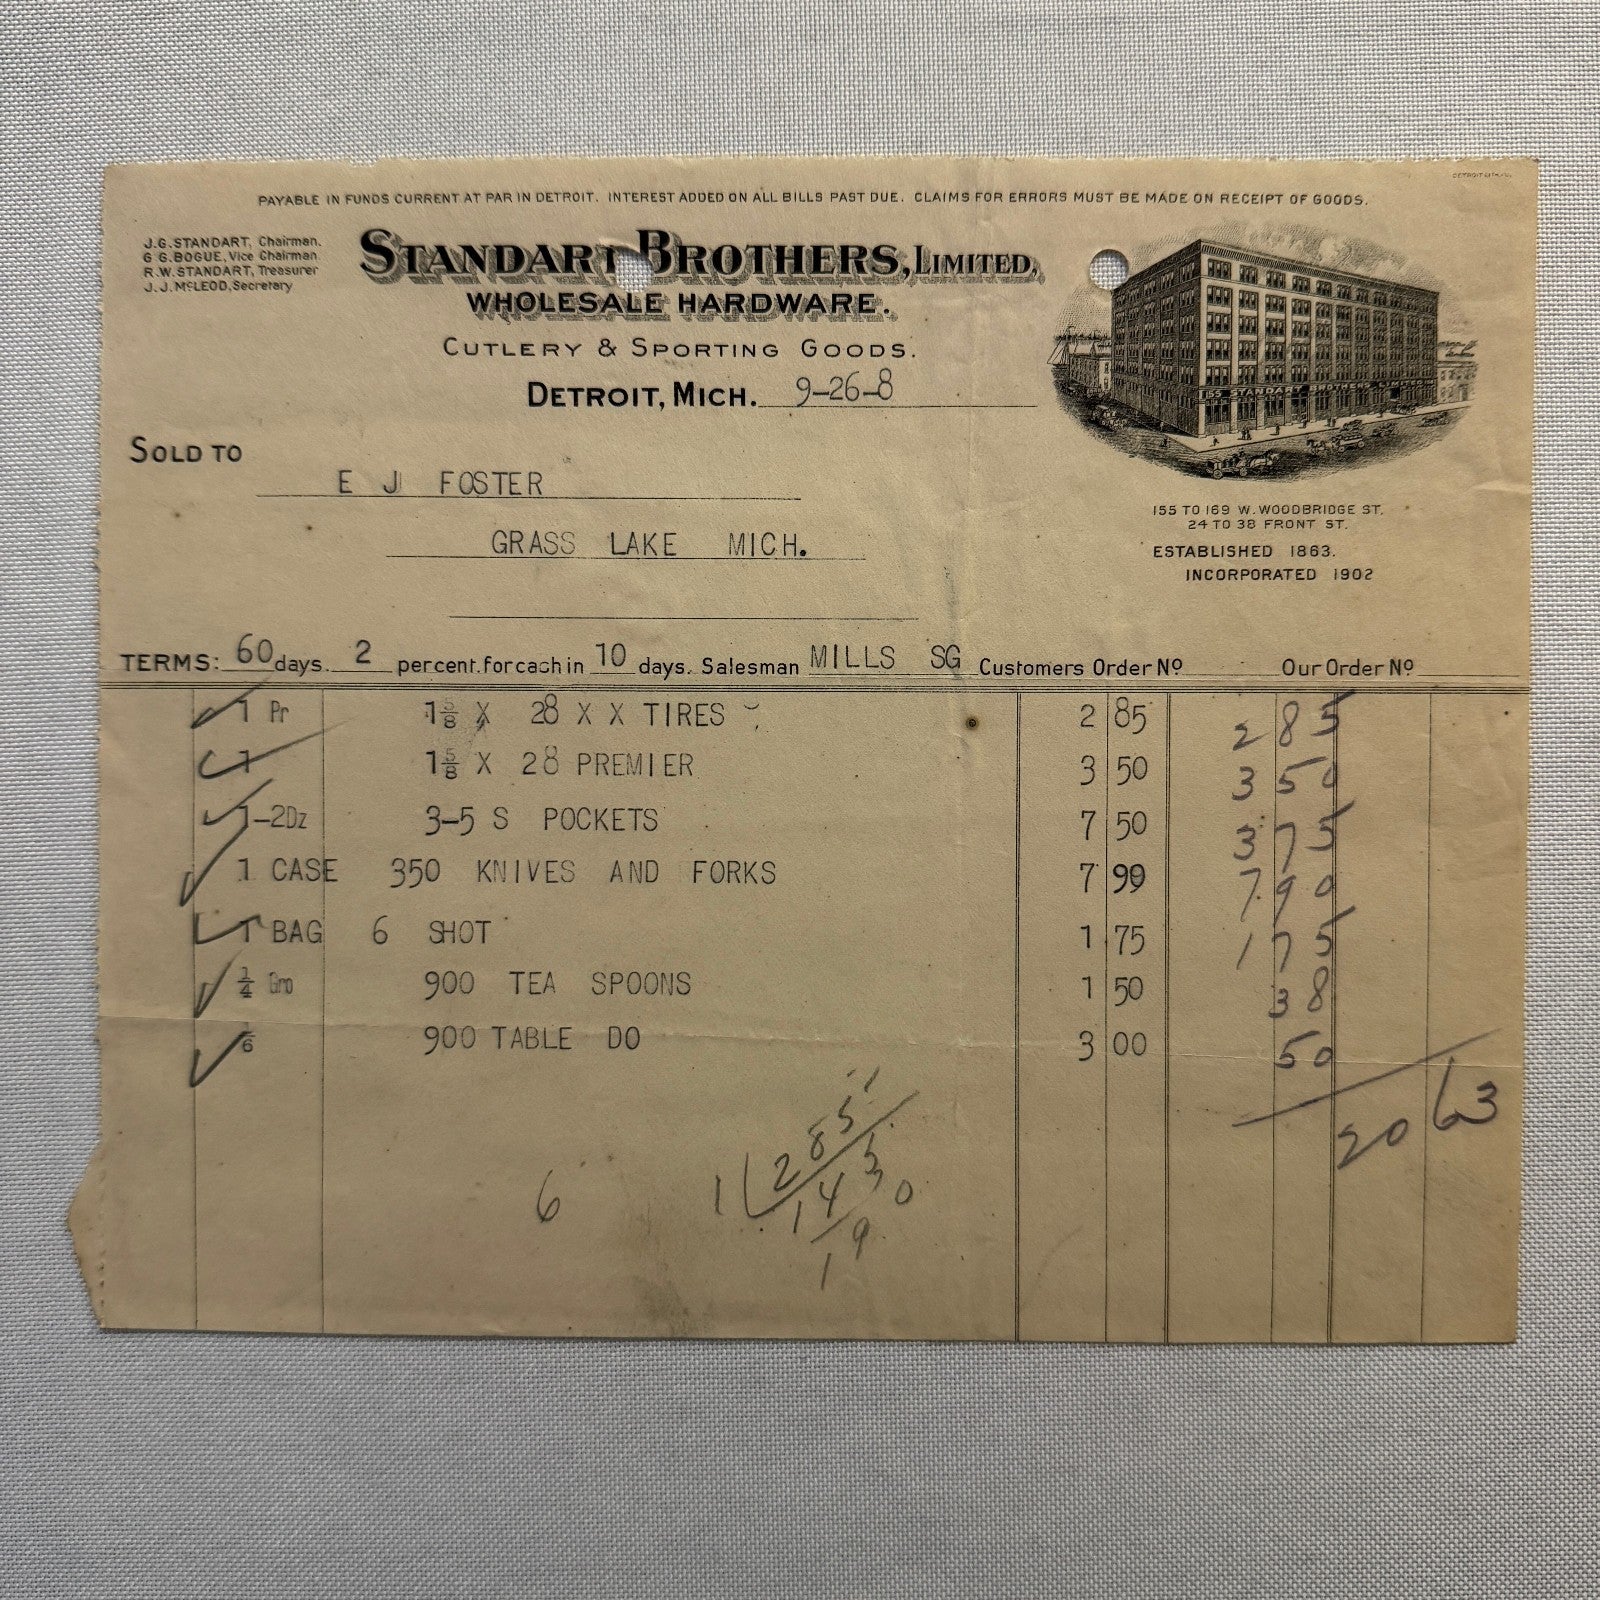 PAYABLE IN FUNDS CURRENT AT PAR IN DETROIT. INTEREST ADDED ON ALL BILLS PAST DUE. CLAIMS FOR ERRORS MUST BE MADE ON RECEIPT OF GOODS.
J.G. STANDART, Chairman.
G G. BOGUE, Vice Chairman.
R.W. STANDART, Treasurer
J.J. McLEOD, Secretary
STANDART BROTHERS, LIMITED,
WHOLESALE HARDWARE.
CUTLERY & SPORTING GOODS.
DETROIT, MICH. 9-26-8
SOLD TO
E J FOSTER
GRASS LAKE MICH.
155 TO 169 W. WOODBRIDGE ST.
24 TO 38 FRONT ST.
ESTABLISHED 1863.
INCORPORATED 1902
TERMS: 60 days. 2 percent. for cash in 10 days. Salesman MILLS SG Customers Order No Our Order No
1 Pr 1 5/8 X 28 X X TIRES 2 85 2 85
1 1 5/8 X 28 PREMIER 3 50 3 50
1-2Dz 3-5 S POCKETS 7 50 3 75
1 CASE 350 KNIVES AND FORKS 7 99 7.90
1 BAG 6 SHOT 1 75 1 75
1/4 Gro 900 TEA SPOONS 1 50 38
6 900 TABLE DO 3 00 50
20 63
285
6
1
19